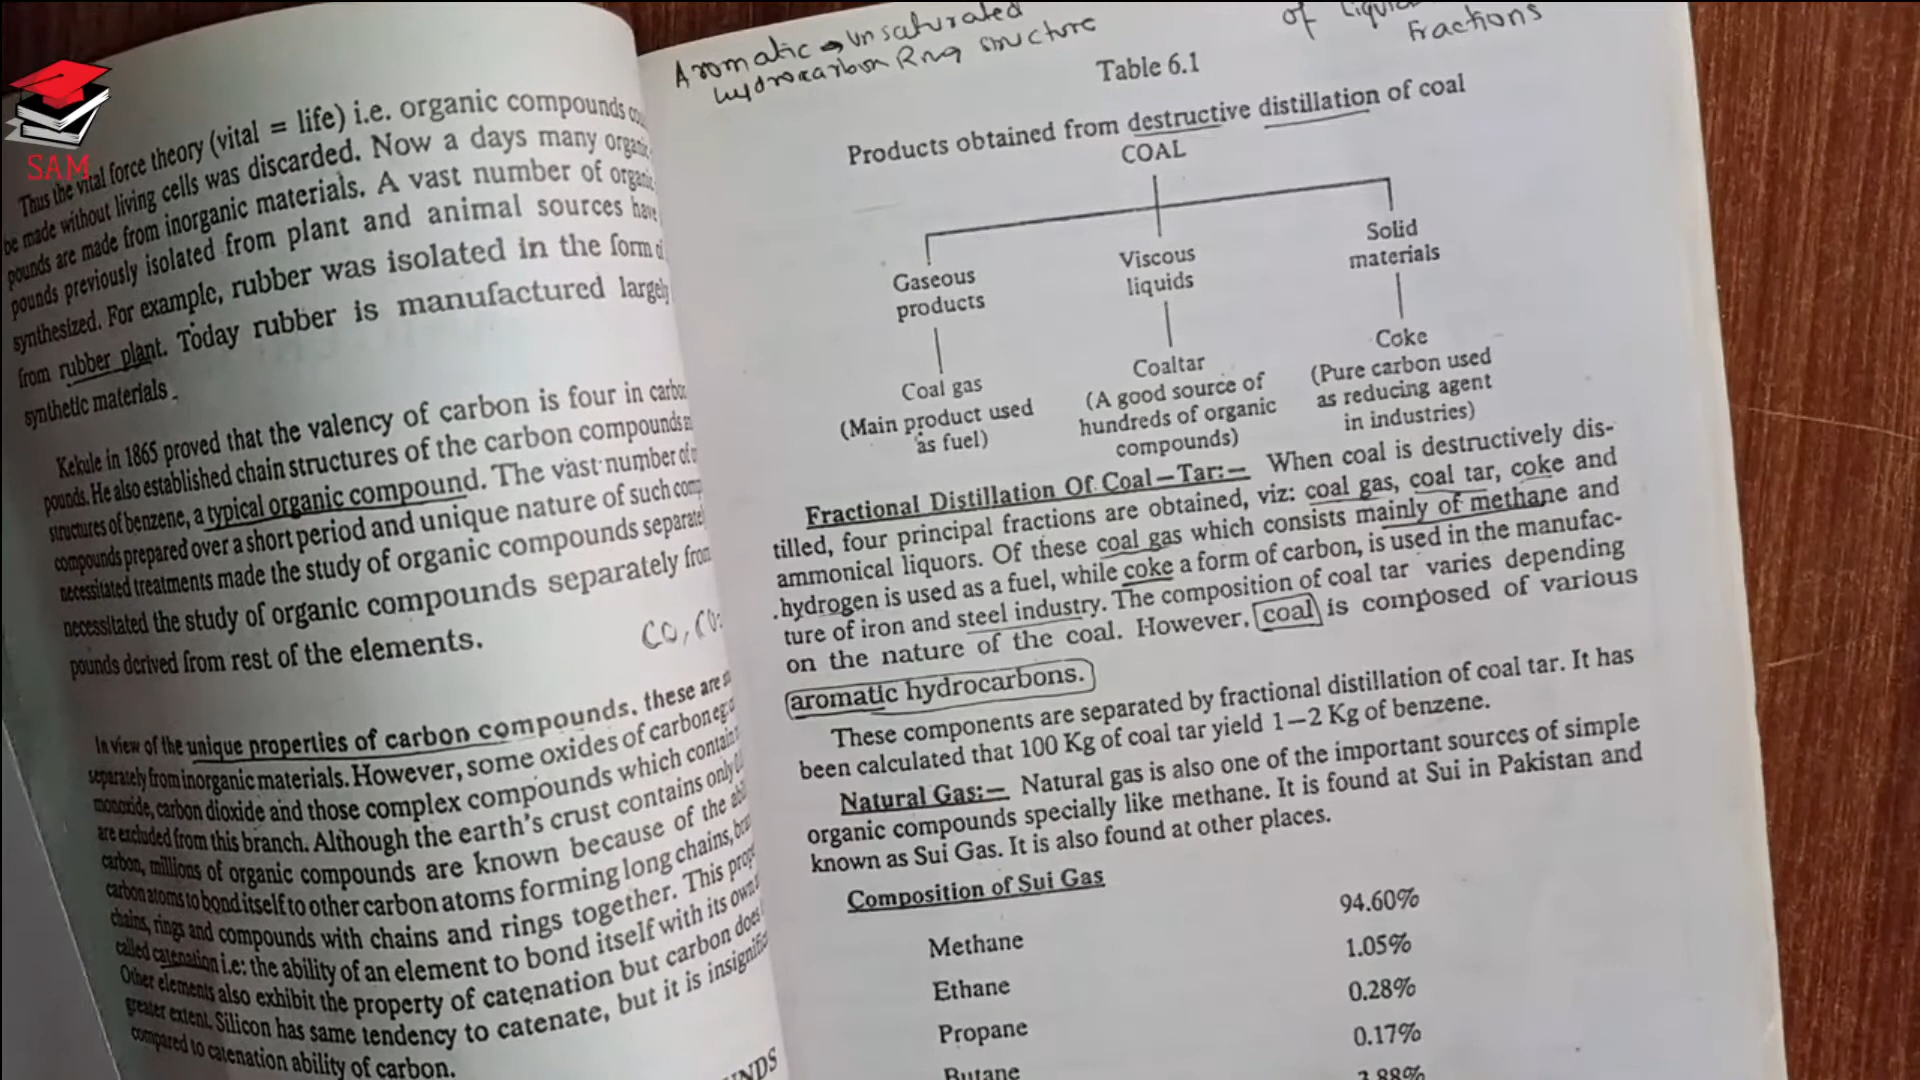 SAM
Thus the vital force theory (vital = life) i.e. organic compounds
be made without living cells was discarded. Now a days many
pounds are made from inorganic materials. A vast number of
pounds previously isolated from plant and animal sources have
synthesized. For example, rubber was isolated in the form of
from rubber plant. Today rubber is manufactured largely
synthetic materials.
Kekule in 1865 proved that the valency of carbon is four in
pounds. He also established chain structures of the carbon compounds
structures of benzene, a typical organic compound. The vast number of
compounds prepared over a short period and unique nature of such
necessitated treatments made the study of organic compounds
necessitated the study of organic compounds separately from
pounds derived from rest of the elements.
CO, CO2
In view of the unique properties of carbon compounds. these are
separately from inorganic materials. However, some oxides of carbon eg:
monoxide, carbon dioxide and those complex compounds which contain
are excluded from this branch. Although the earth's crust contains only
carbon, millions of organic compounds are known because of the
carbon atoms to bond itself to other carbon atoms forming long chains,
chains, rings and compounds with chains and rings together. This
called catenation i.e: the ability of an element to bond itself with its own
Other elements also exhibit the property of catenation but carbon does
greater extent. Silicon has same tendency to catenate, but it is
compared to catenation ability of carbon.
Aromatic → unsaturated
hydrocarbon Ring structure
of
Fractions
Table 6.1
Products obtained from destructive distillation of coal
COAL
Gaseous
products
Viscous
liquids
Solid
materials
Coal gas
(Main product used
as fuel)
Coaltar
(A good source of
hundreds of organic
compounds)
Coke
(Pure carbon used
as reducing agent
in industries)
Fractional Distillation Of Coal–Tar:– When coal is destructively dis-
tilled, four principal fractions are obtained, viz: coal gas, coal tar, coke and
ammonical liquors. Of these coal gas which consists mainly of methane and
hydrogen is used as a fuel, while coke a form of carbon, is used in the manufac-
ture of iron and steel industry. The composition of coal tar varies depending
on the nature of the coal. However, coal is composed of various
aromatic hydrocarbons.
These components are separated by fractional distillation of coal tar. It has
been calculated that 100 Kg of coal tar yield 1–2 Kg of benzene.
Natural Gas:– Natural gas is also one of the important sources of simple
organic compounds specially like methane. It is found at Sui in Pakistan and
known as Sui Gas. It is also found at other places.
Composition of Sui Gas
94.60%
Methane 1.05%
Ethane 0.28%
Propane 0.17%
Butane 3.88%